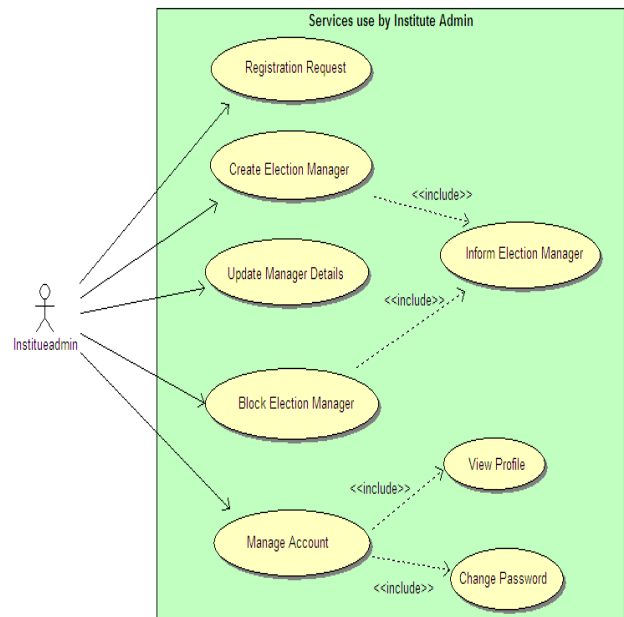 Services use by Institute Admin
Registration Request
Create Election Manager
<<include>>
Inform Election Manager
Update Manager Details
<<include>>
Institueadmin
Block Election Manager
View Profile
<<include>>
Manage Account
<<include>>
Change Password